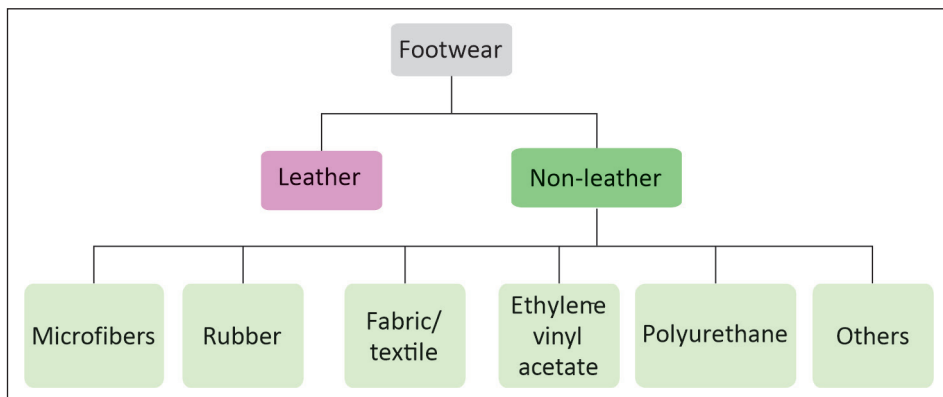 Footwear
Leather
Non-leather
Microfibers
Rubber
Fabric/
textile
Ethylene-
vinyl
acetate
Polyurethane
Others